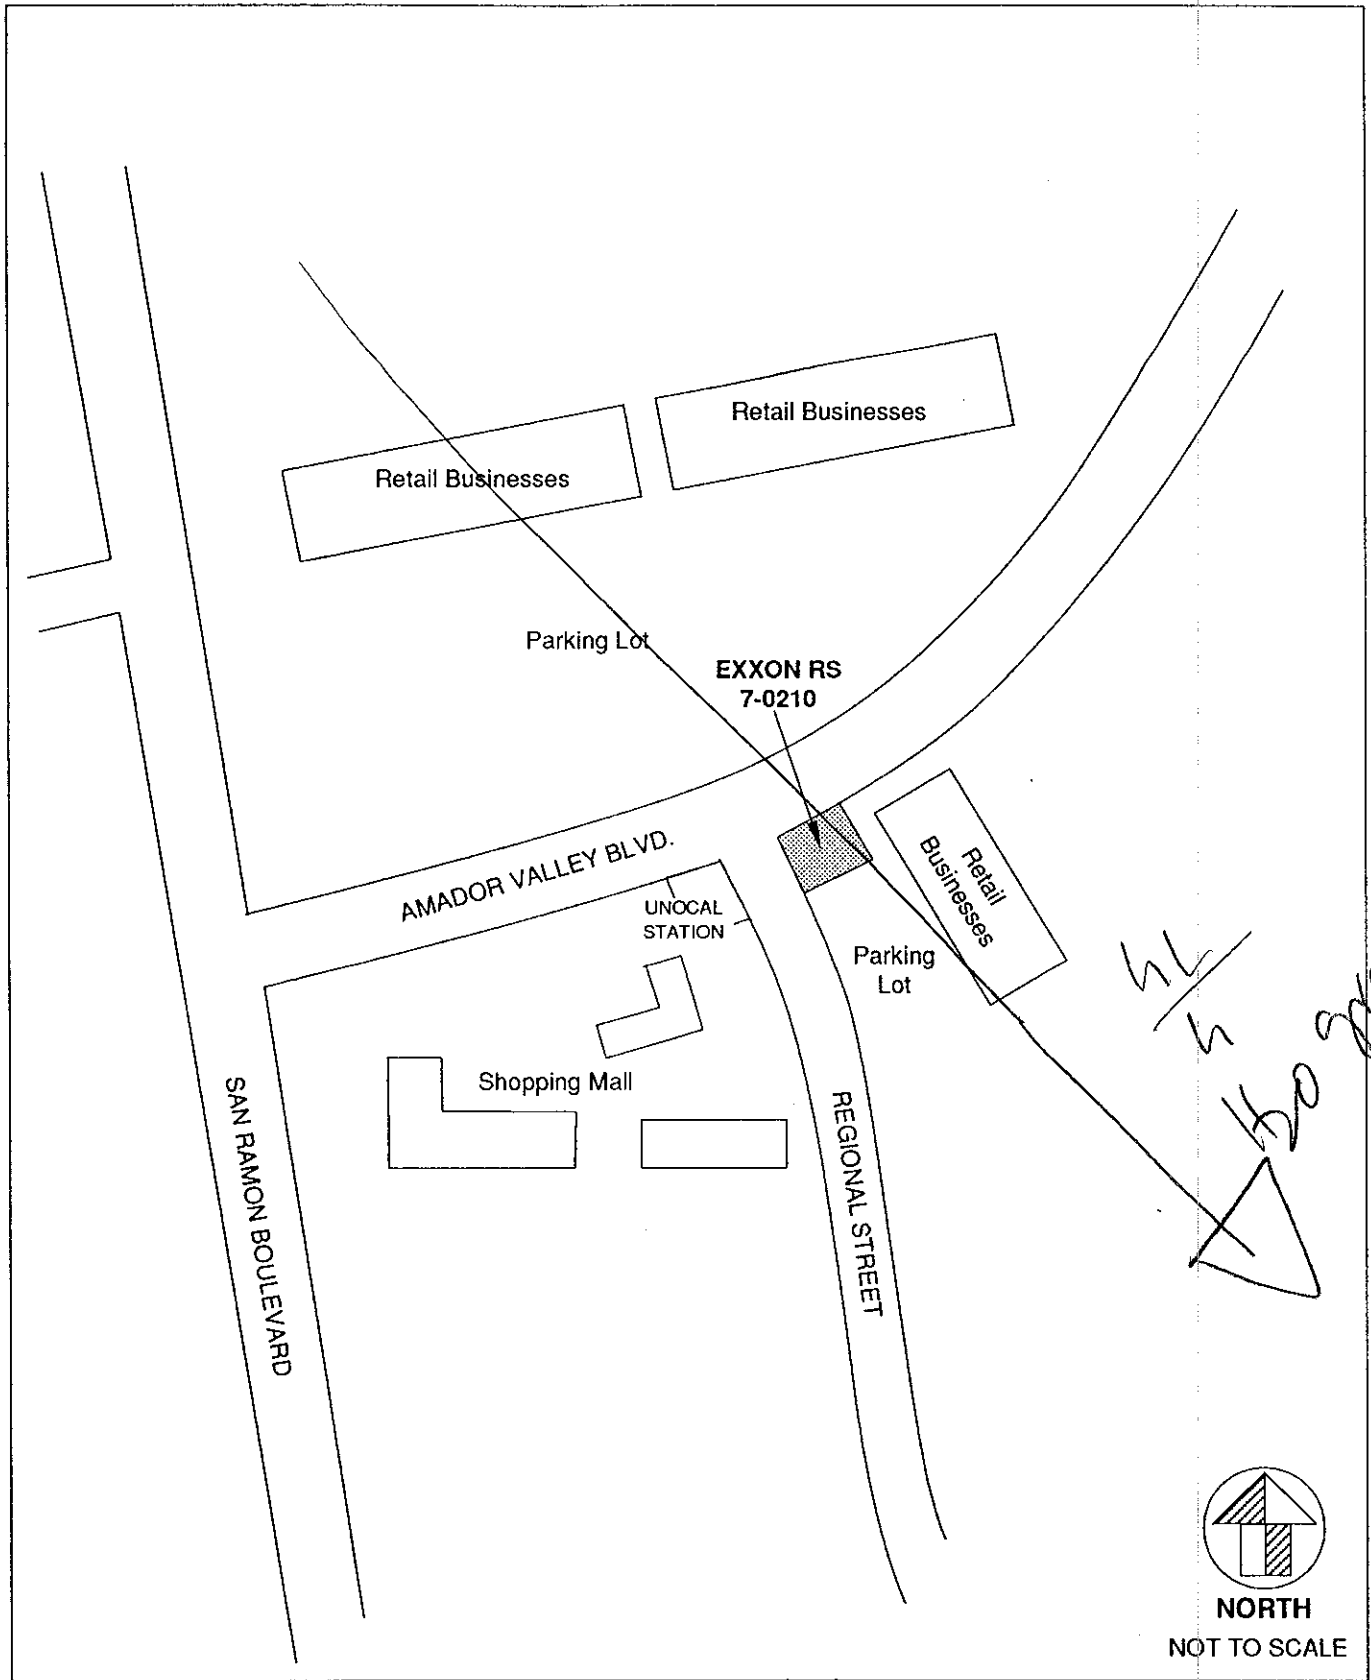 Retail Businesses
Retail Businesses
Parking Lot
EXXON RS
7-0210
AMADOR VALLEY BLVD.
UNOCAL
STATION
Retail
Businesses
Parking
Lot
Shopping Mall
SAN RAMON BOULEVARD
REGIONAL STREET
NORTH
NOT TO SCALE